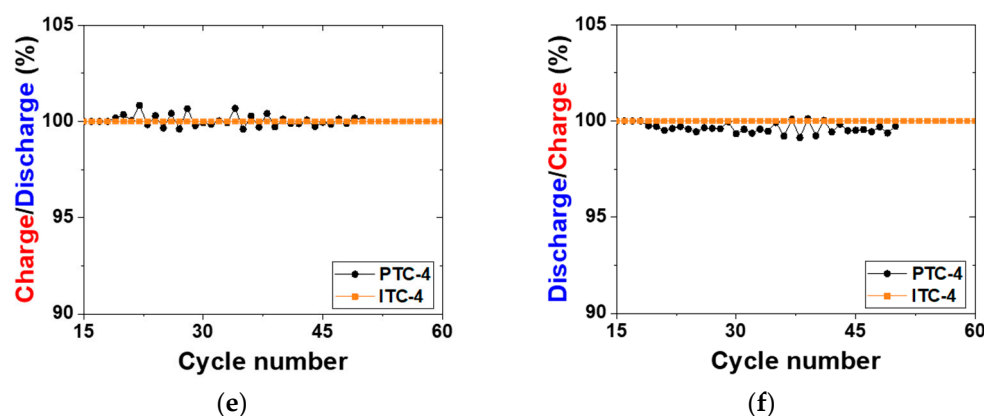 105
100
95
90
Charge/Discharge (%)
PTC-4
ITC-4
15 30 45 60
Cycle number
(e)
105
100
95
90
Discharge/Charge (%)
PTC-4
ITC-4
15 30 45 60
Cycle number
(f)